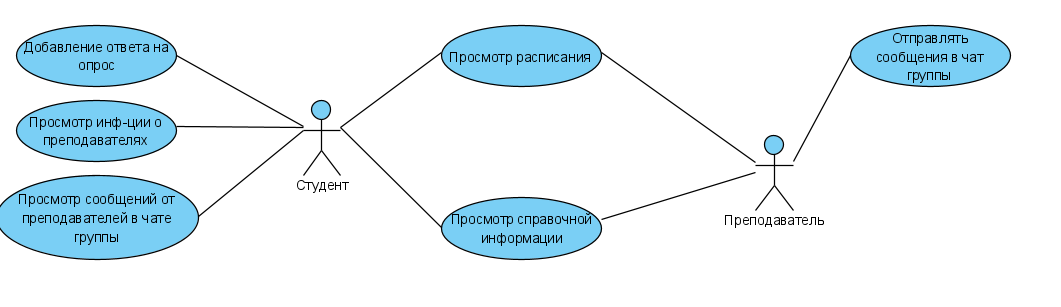 Добавление ответа на
опрос
Просмотр инф-ции о
преподавателях
Просмотр сообщений от
преподавателей в чате
группы
Студент
Просмотр расписания
Просмотр справочной
информации
Преподаватель
Отправлять
сообщения в чат
группы